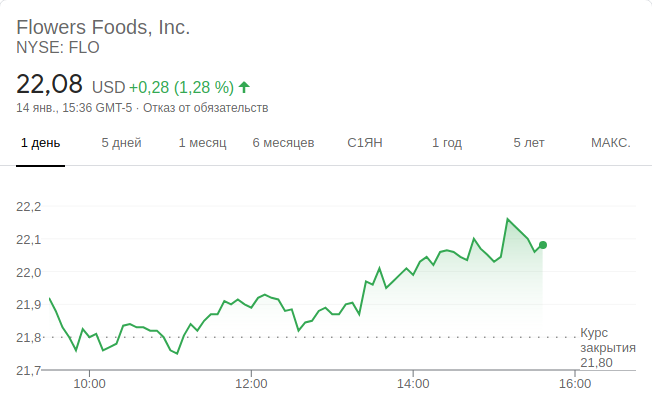 Flowers Foods, Inc.
NYSE: FLO
22,08 USD +0,28 (1,28 %)
14 янв., 15:36 GMT-5 · Отказ от обязательств
1 день 5 дней 1 месяц 6 месяцев С1ЯН 1 год 5 лет МАКС.
22,2
22,1
22,0
21,9
21,8
21,7
Курс
закрытия
21,80
10:00 12:00 14:00 16:00